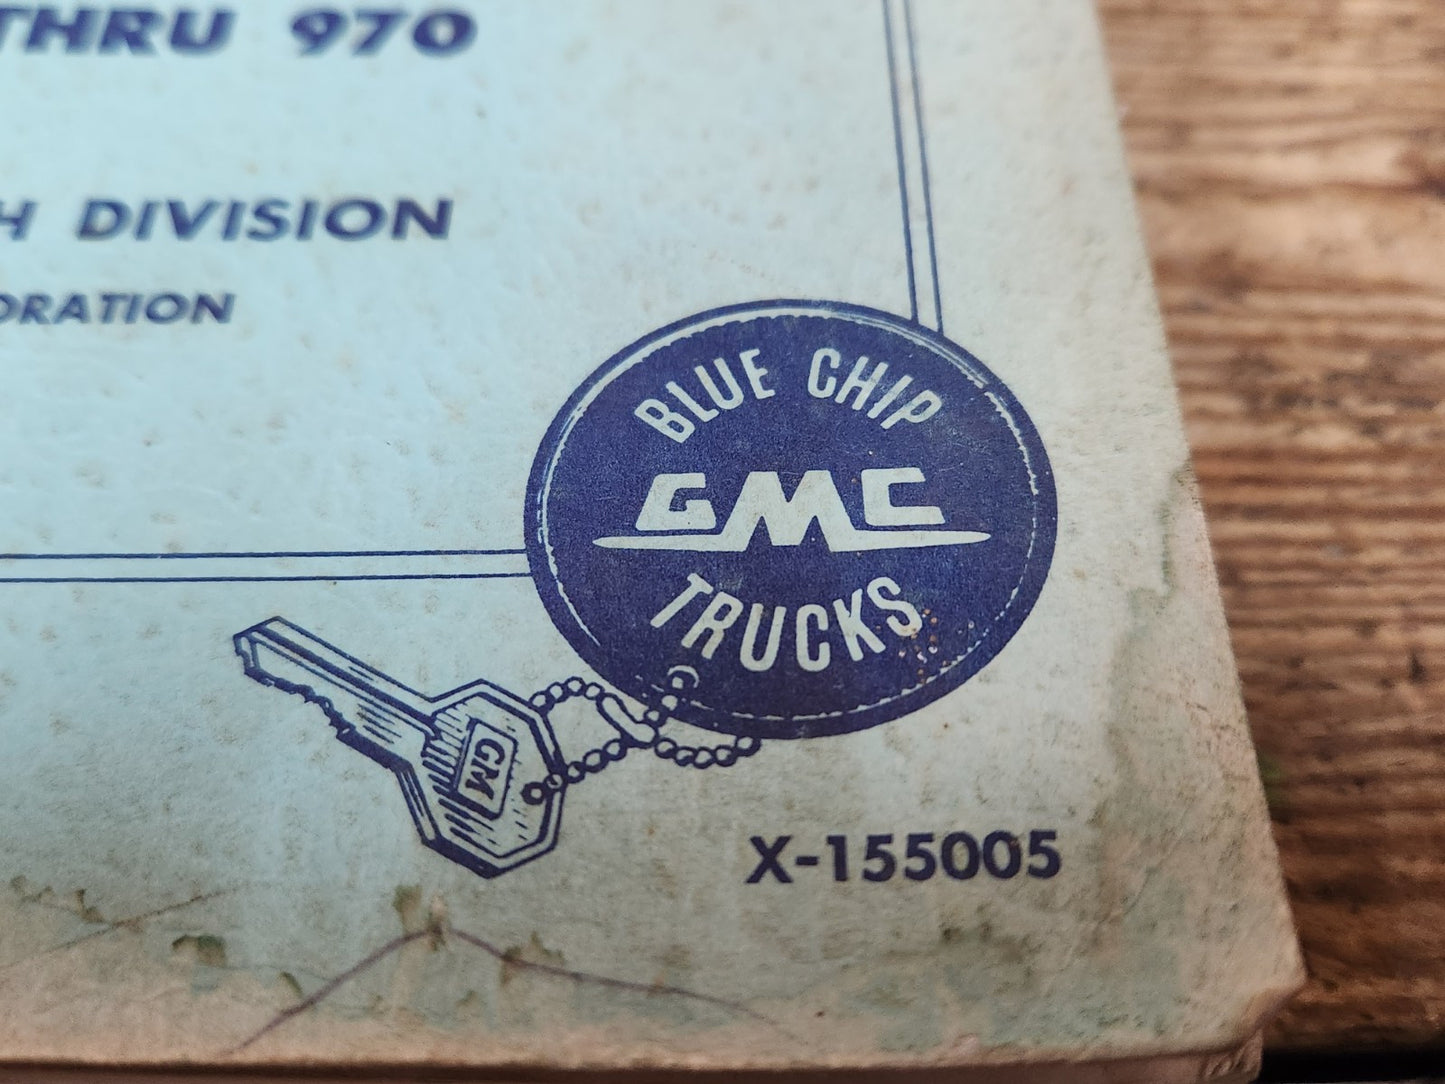 THRU 970
H DIVISION
ORATION
BLUE CHIP
GMC
TRUCKS
GM
X-155005